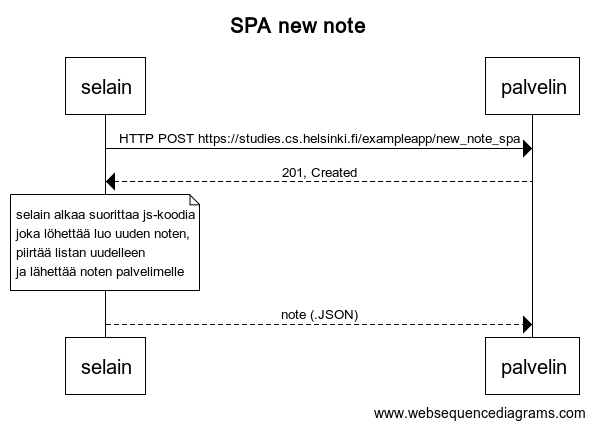 SPA new note
selain
palvelin
HTTP POST https://studies.cs.helsinki.fi/exampleapp/new_note_spa
201, Created
selain alkaa suorittaa js-koodia
joka löhettää luo uuden noten,
piirtää listan uudelleen
ja lähettää noten palvelimelle
note (.JSON)
selain
palvelin
www.websequencediagrams.com